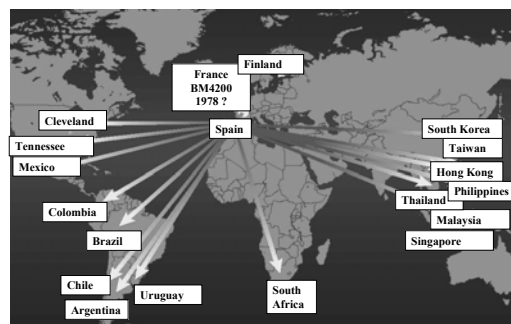 Finland
France
BM4200
1978 ?
Cleveland
Spain
South Korea
Tennessee
Taiwan
Mexico
Hong Kong
Philippines
Thailand
Colombia
Malaysia
Brazil
Singapore
Chile
Uruguay
South
Africa
Argentina